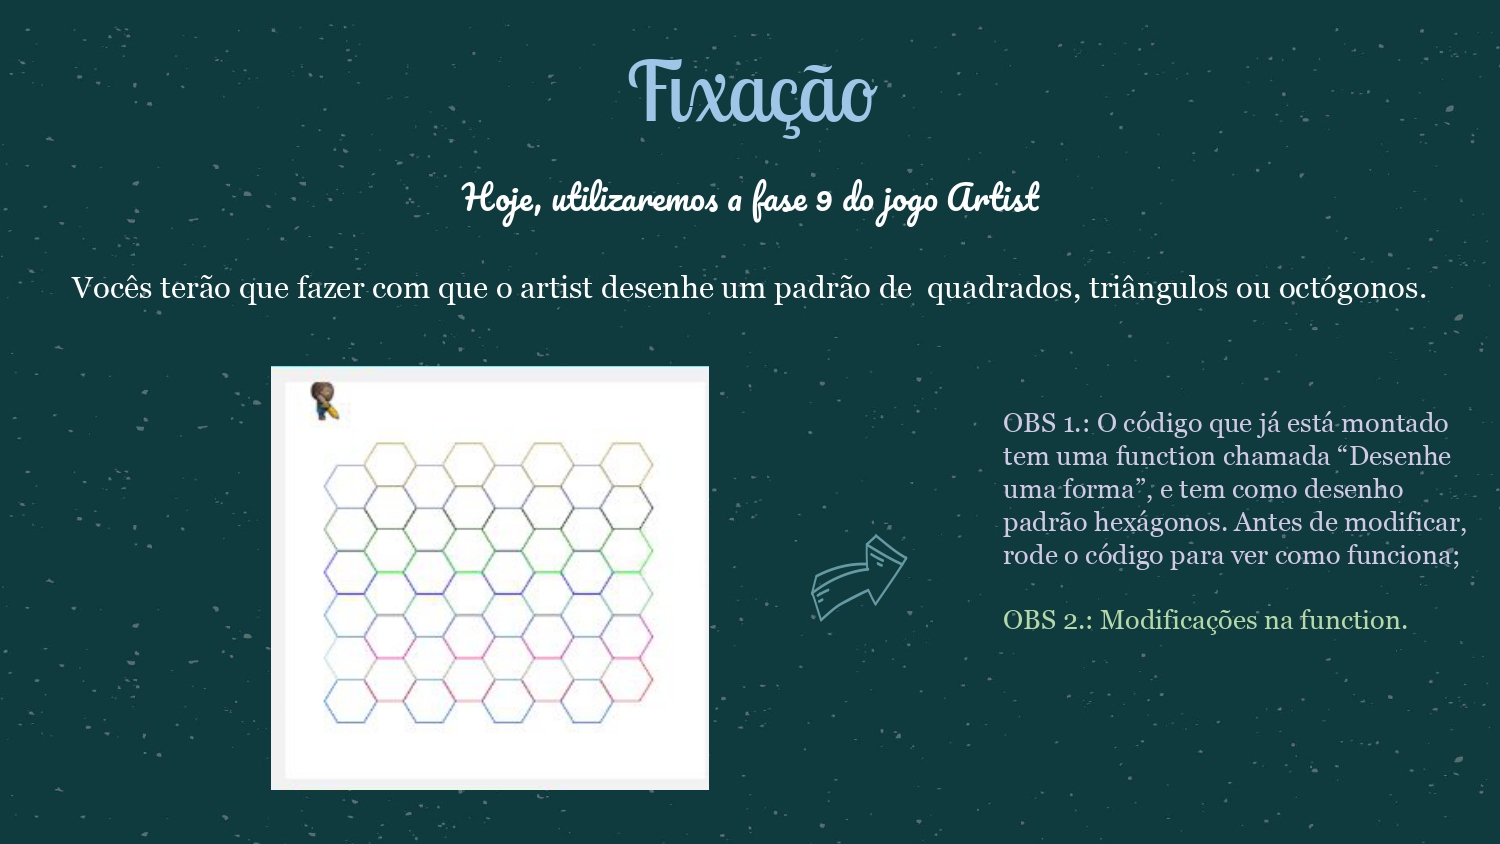 Fixação
Hoje, utilizaremos a fase 9 do jogo Artist
Vocês terão que fazer com que o artist desenhe um padrão de  quadrados, triângulos ou octógonos.
OBS 1.: O código que já está montado
tem uma function chamada “Desenhe
uma forma”, e tem como desenho
padrão hexágonos. Antes de modificar,
rode o código para ver como funciona;
OBS 2.: Modificações na function.